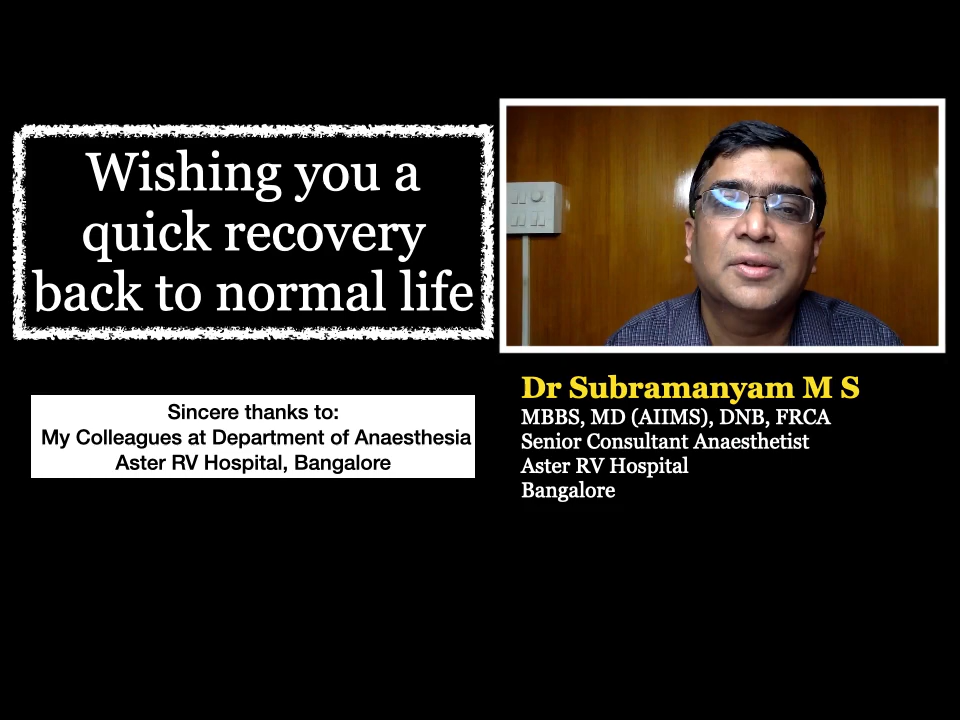 Wishing you a
quick recovery
back to normal life
Sincere thanks to:
My Colleagues at Department of Anaesthesia
Aster RV Hospital, Bangalore
Dr Subramanyam M S
MBBS, MD (AIIMS), DNB, FRCA
Senior Consultant Anaesthetist
Aster RV Hospital
Bangalore